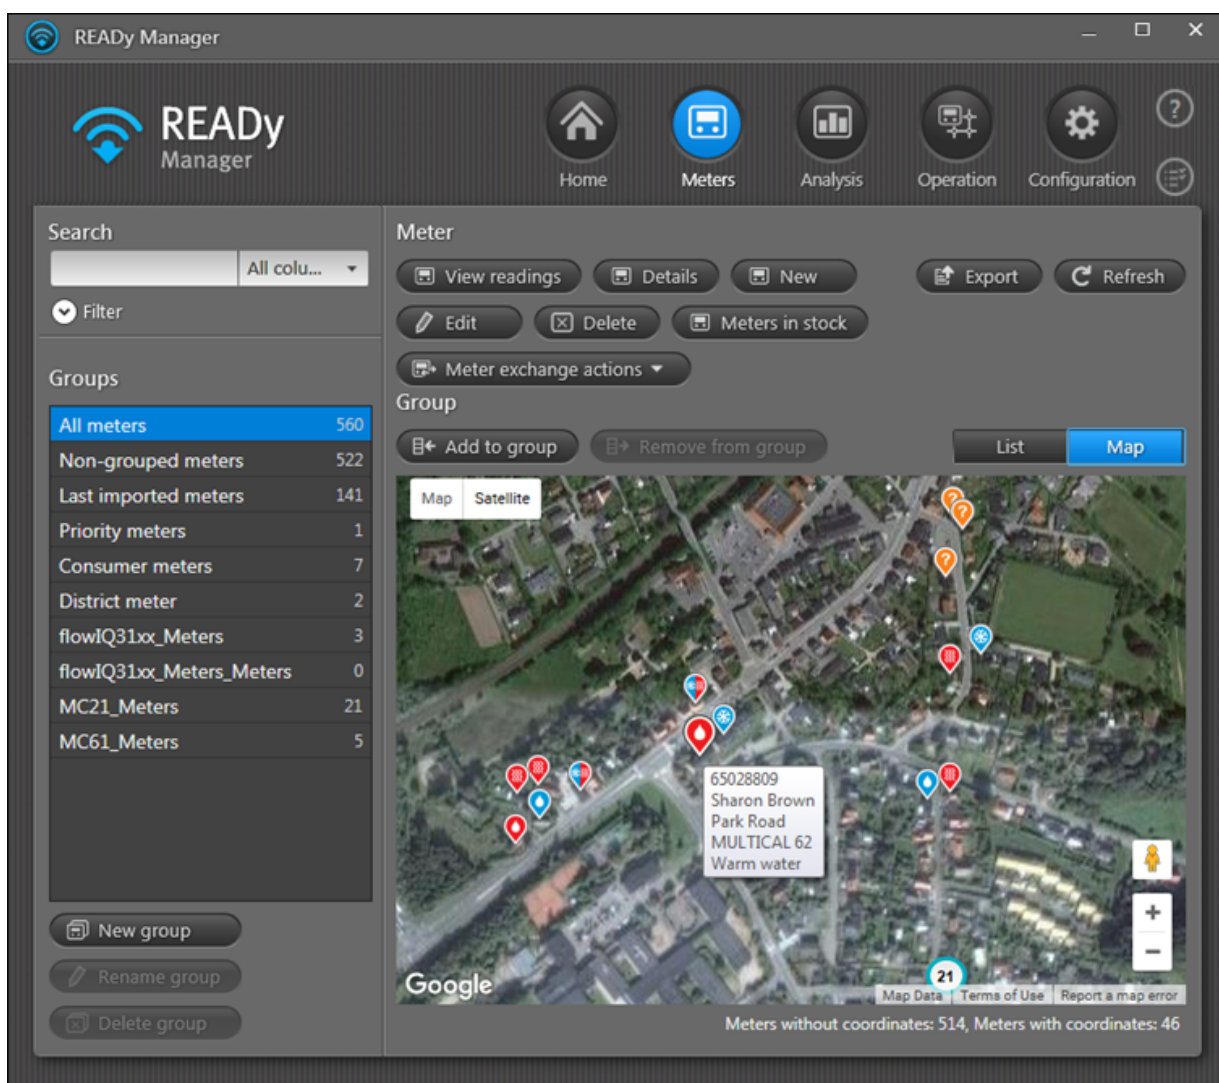 READy Manager
READy
Manager
Home
Meters
Analysis
Operation
Configuration
?
Search
All colu...
Filter
Groups
All meters 560
Non-grouped meters 522
Last imported meters 141
Priority meters 1
Consumer meters 7
District meter 2
flowIQ31xx_Meters 3
flowIQ31xx_Meters_Meters 0
MC21_Meters 21
MC61_Meters 5
New group
Rename group
Delete group
Meter
View readings
Details
New
Export
Refresh
Edit
Delete
Meters in stock
Meter exchange actions
Group
Add to group
Remove from group
List
Map
Map
Satellite
?
?
?
65028809
Sharon Brown
Park Road
MULTICAL 62
Warm water
+
−
21
Google
Map Data
Terms of Use
Report a map error
Meters without coordinates: 514, Meters with coordinates: 46